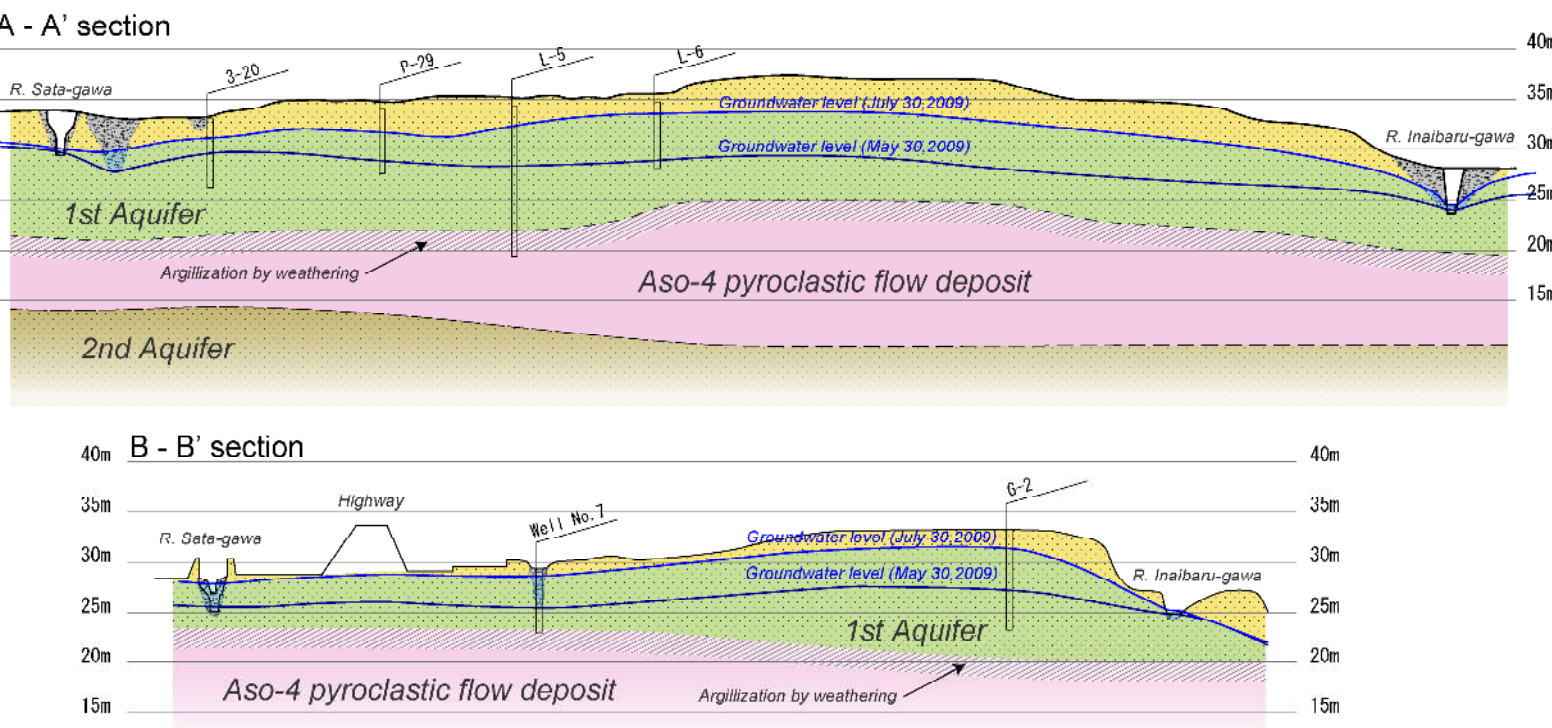 A - A' section
40m
3-20
P-29
L-5
L-6
R. Sata-gawa
Groundwater level (July 30,2009)
35m
R. Inaibaru-gawa
30m
Groundwater level (May 30,2009)
25m
1st Aquifer
20m
Argillization by weathering
Aso-4 pyroclastic flow deposit
15m
2nd Aquifer
B - B' section
40m
40m
35m
Highway
G-2
35m
R. Sata-gawa
Well No.7
Groundwater level (July 30,2009)
30m
30m
Groundwater level (May 30,2009)
R. Inaibaru-gawa
25m
25m
1st Aquifer
20m
20m
Aso-4 pyroclastic flow deposit
Argillization by weathering
15m
15m